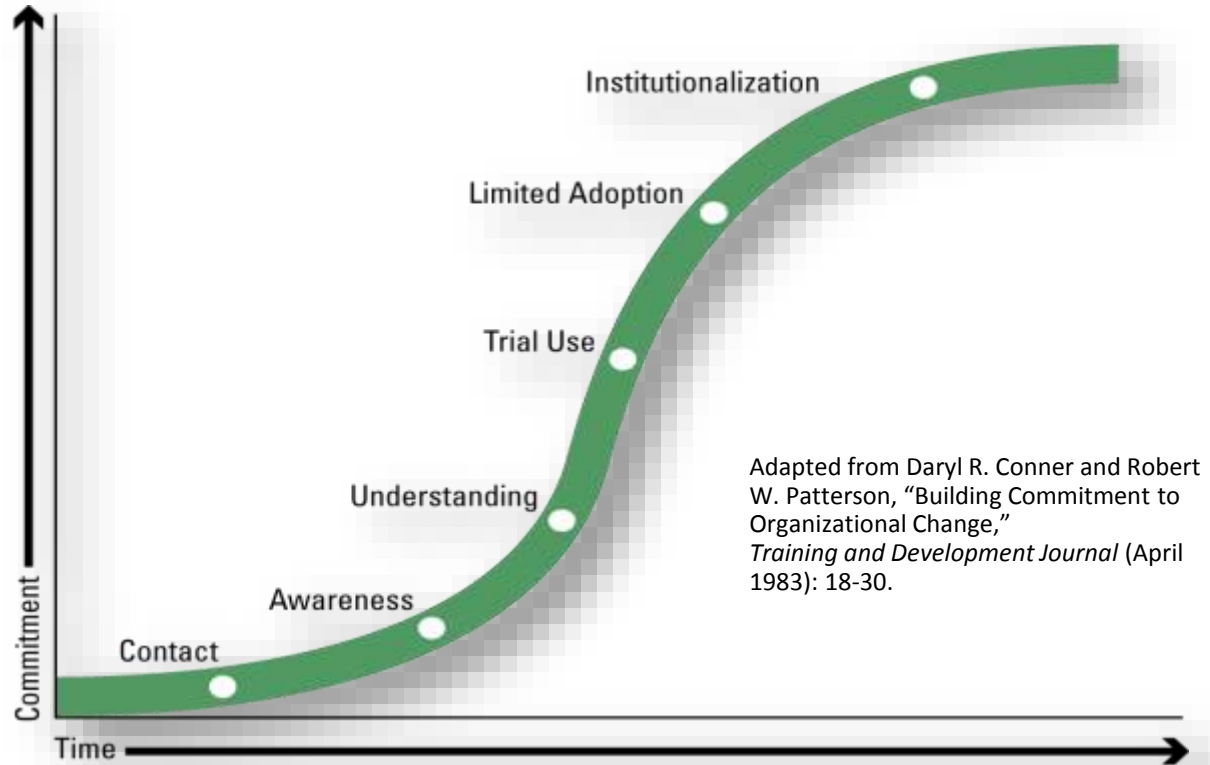 Institutionalization
Limited Adoption
Trial Use
Understanding
Awareness
Contact
Commitment
Time
Adapted from Daryl R. Conner and Robert
W. Patterson, “Building Commitment to
Organizational Change,”
Training and Development Journal (April
1983): 18-30.